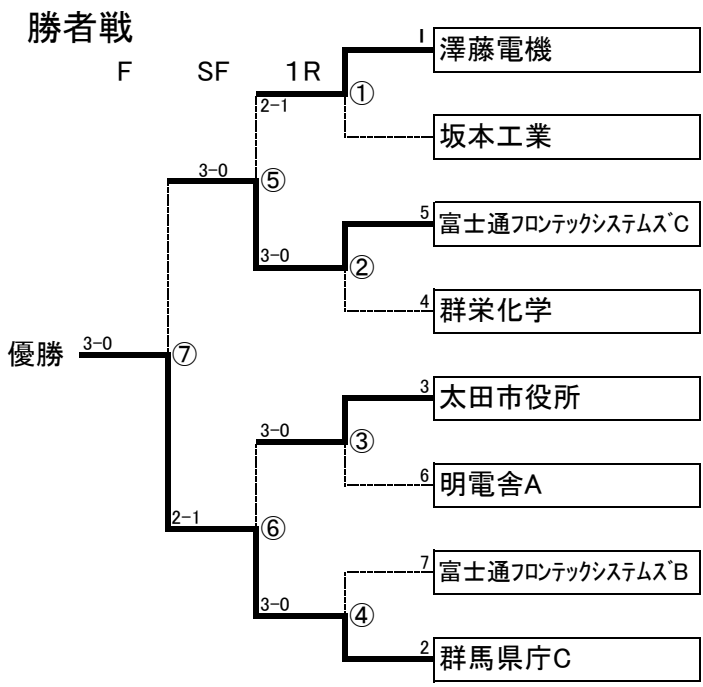 勝者戦
F SF 1R
1 澤藤電機
2-1 ①
坂本工業
3-0 ⑤
5 富士通フロンテックシステムズC
3-0 ②
4 群栄化学
優勝 3-0 ⑦
3 太田市役所
3-0 ③
6 明電舎A
2-1 ⑥
7 富士通フロンテックシステムズB
3-0 ④
2 群馬県庁C